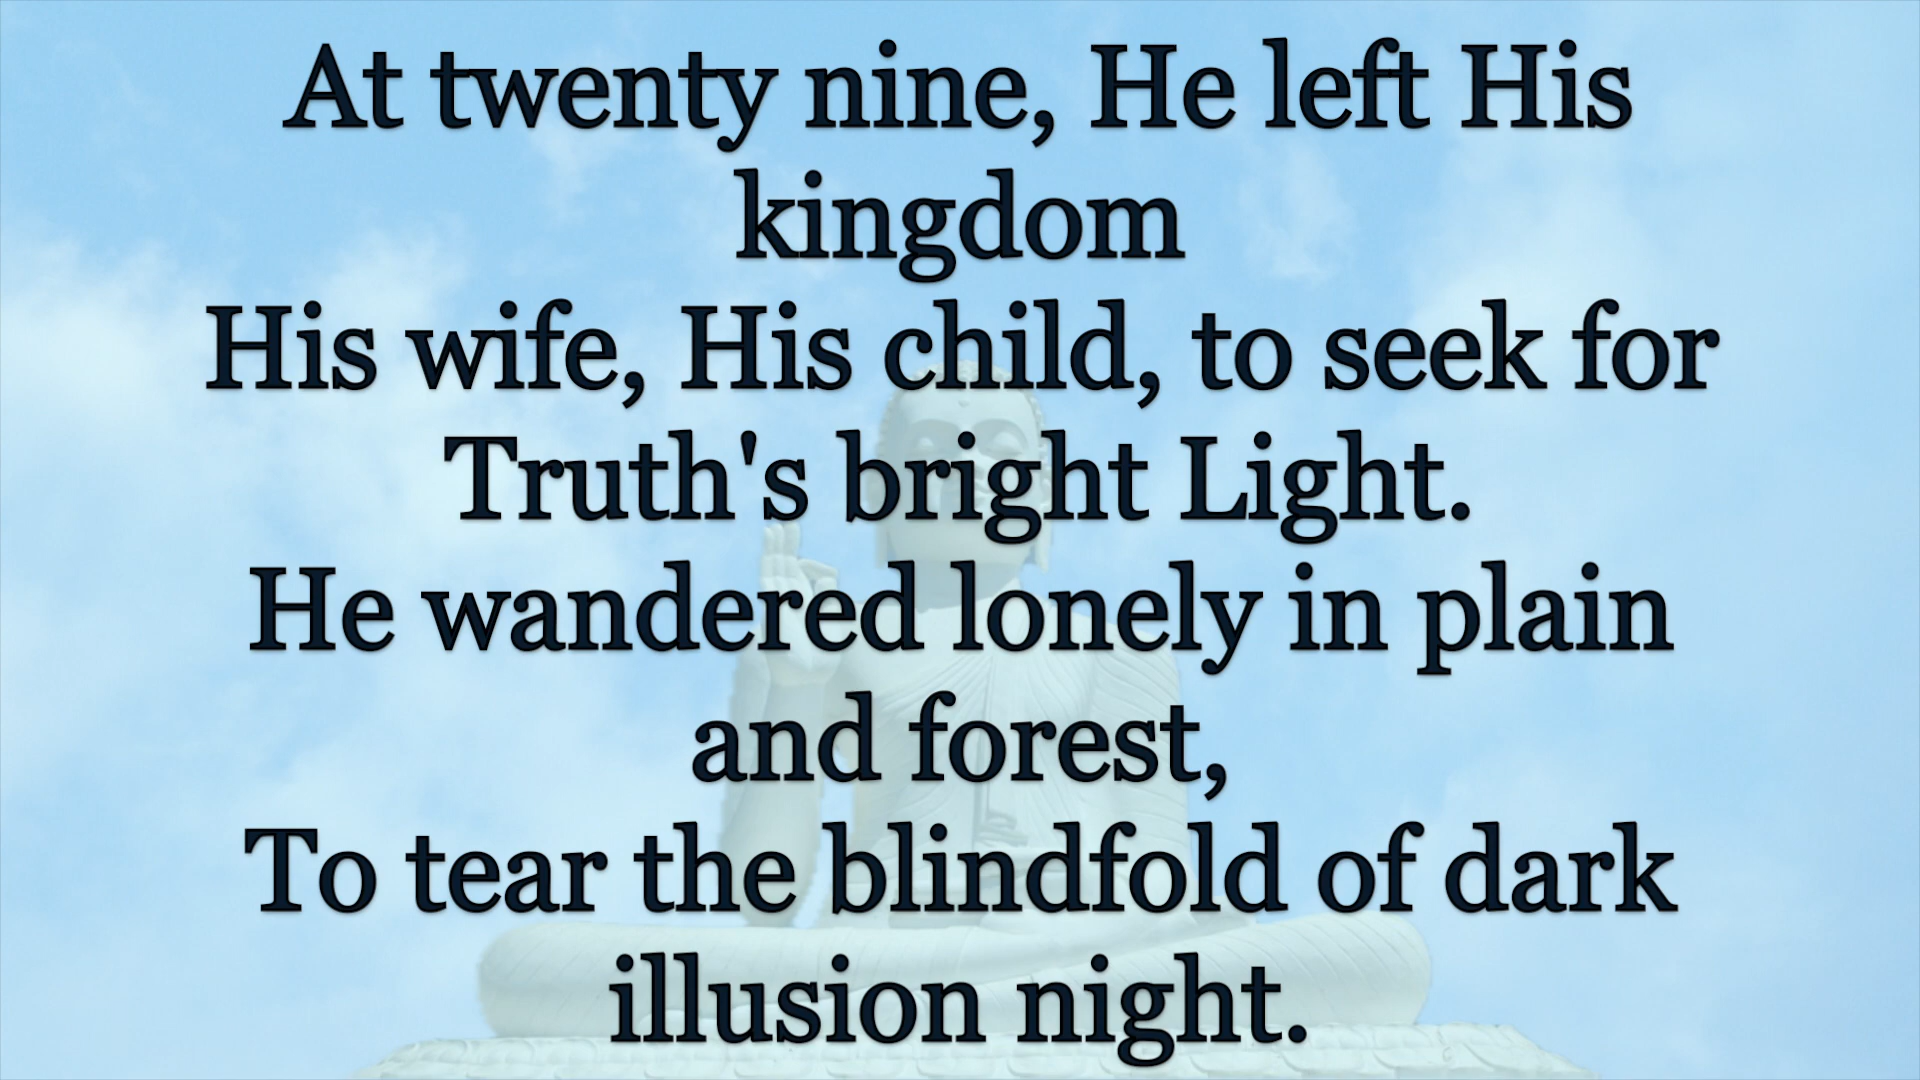 At twenty nine, He left His
kingdom
His wife, His child, to seek for
Truth's bright Light.
He wandered lonely in plain
and forest,
To tear the blindfold of dark
illusion night.